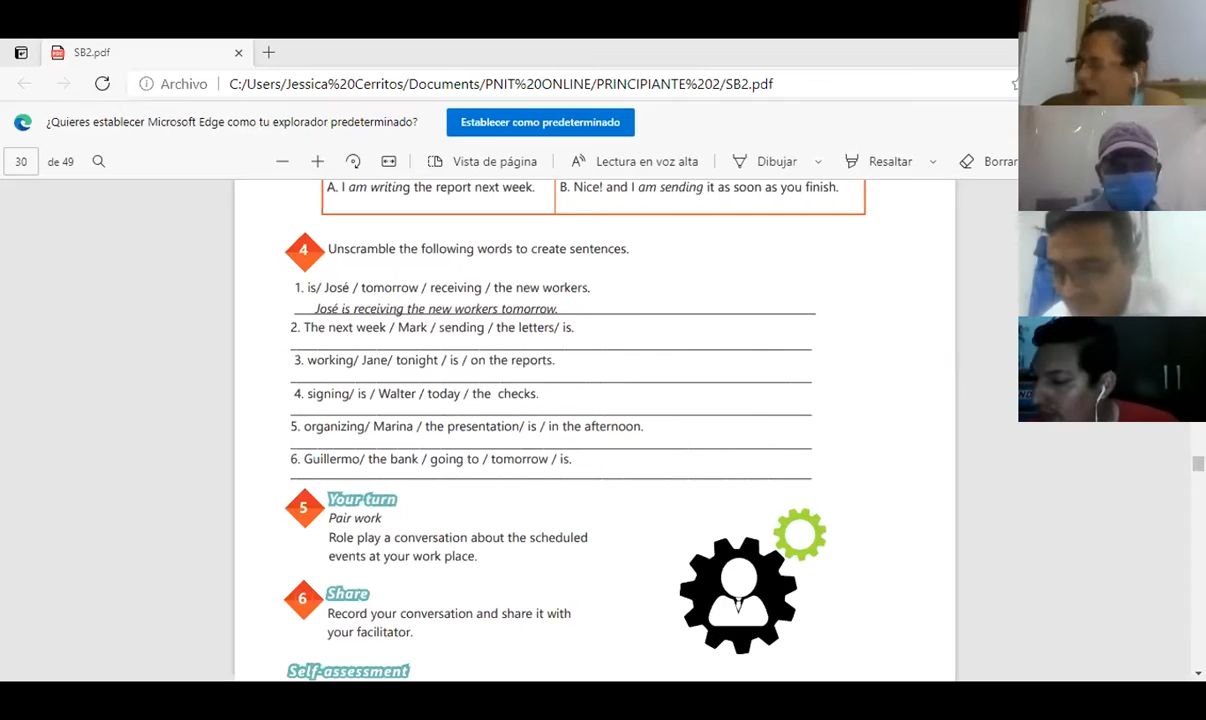 SB2.pdf
Archivo
C:/Users/Jessica%20Cerritos/Documents/PNIT%20ONLINE/PRINCIPIANTE%202/SB2.pdf
¿Quieres establecer Microsoft Edge como tu explorador predeterminado?
Establecer como predeterminado
30 de 49
Vista de página
Lectura en voz alta
Dibujar
Resaltar
Borrar
A. I am writing the report next week.
B. Nice! and I am sending it as soon as you finish.
4 Unscramble the following words to create sentences.
1. is/ José / tomorrow / receiving / the new workers.
José is receiving the new workers tomorrow.
2. The next week / Mark / sending / the letters/ is.
3. working/ Jane/ tonight / is / on the reports.
4. signing/ is / Walter / today / the checks.
5. organizing/ Marina / the presentation/ is / in the afternoon.
6. Guillermo/ the bank / going to / tomorrow / is.
5 Your turn
Pair work
Role play a conversation about the scheduled
events at your work place.
6 Share
Record your conversation and share it with
your facilitator.
Self-assessment